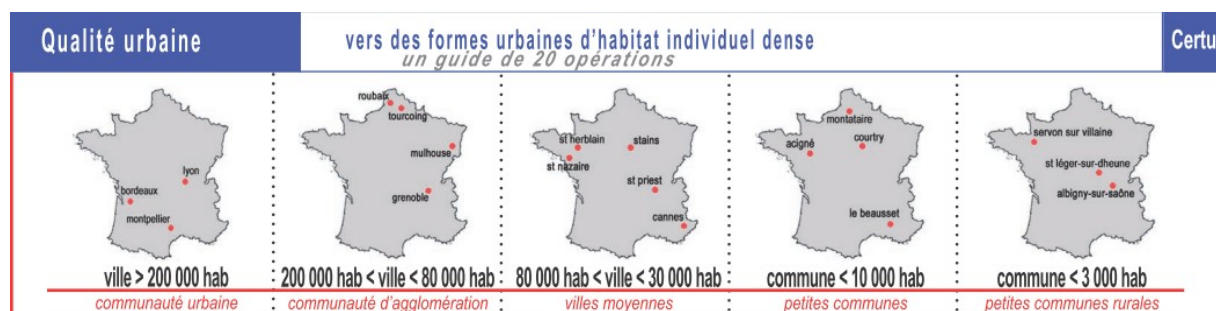 Qualité urbaine
vers des formes urbaines d'habitat individuel dense
un guide de 20 opérations
Certu
lyon
bordeaux
montpellier
ville > 200 000 hab
communauté urbaine
roubaix
tourcoing
mulhouse
grenoble
200 000 hab < ville < 80 000 hab
communauté d'agglomération
st herblain
stains
st nazaire
st priest
cannes
80 000 hab < ville < 30 000 hab
villes moyennes
montataire
acigné
courtry
le beausset
commune < 10 000 hab
petites communes
servon sur villaine
st léger-sur-dheune
albigny-sur-saône
commune < 3 000 hab
petites communes rurales